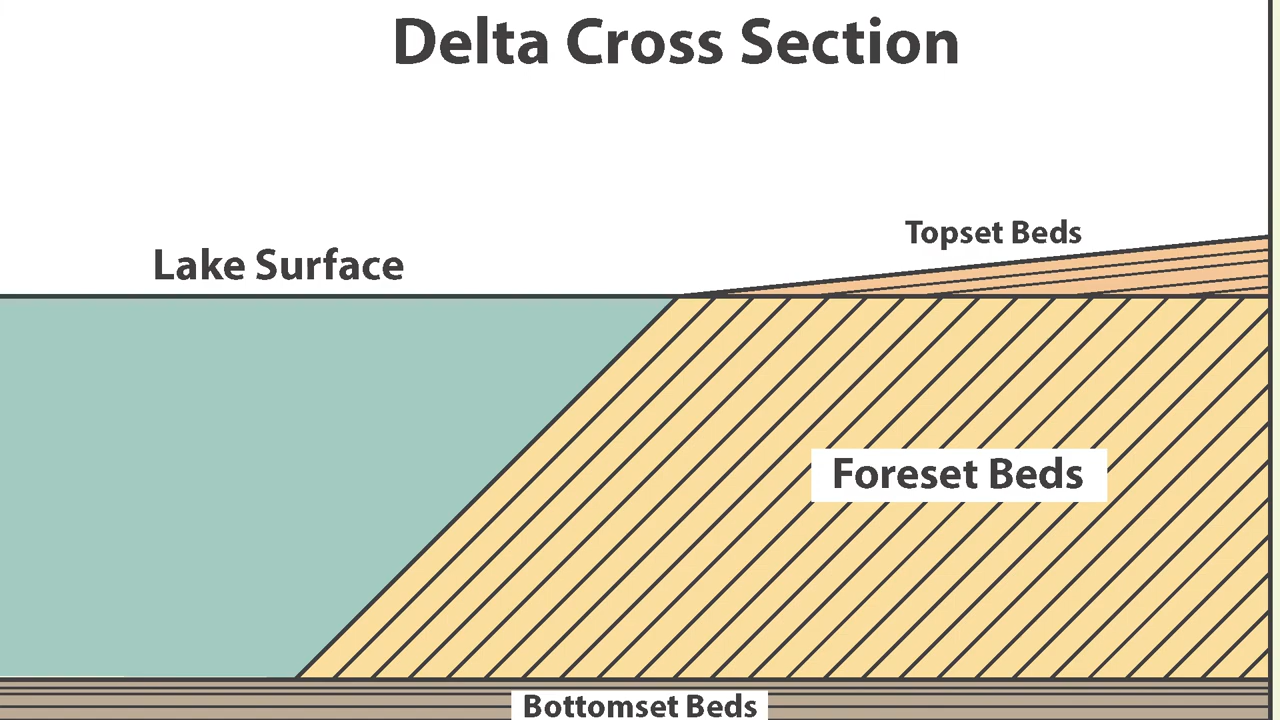 Delta Cross Section
Topset Beds
Lake Surface
Foreset Beds
Bottomset Beds